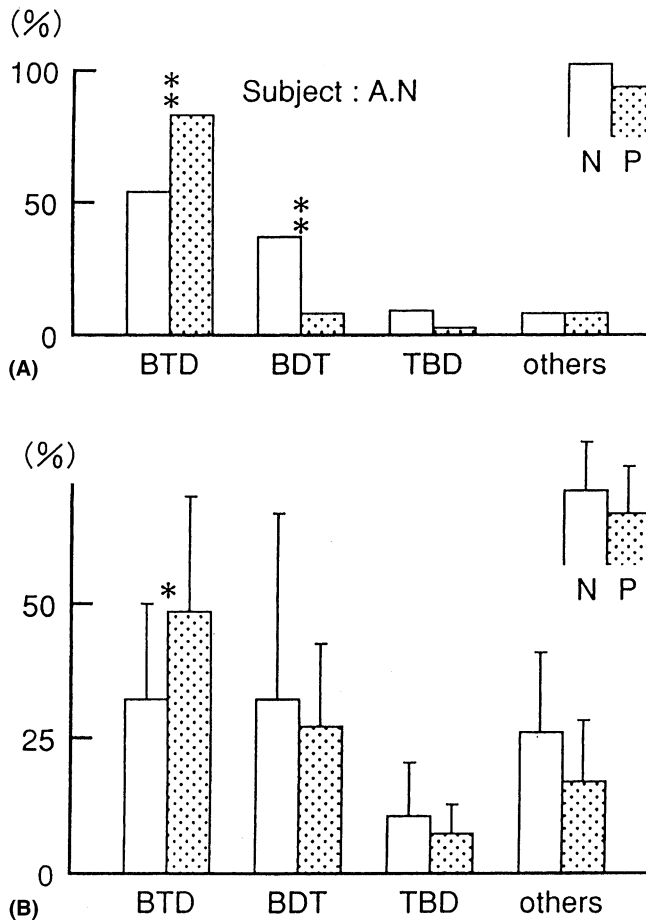 (%)
100
**
Subject : A.N
N P
50
**
0
(A)
BTD BDT TBD others
(%)
N P
50
*
25
0
(B)
BTD BDT TBD others